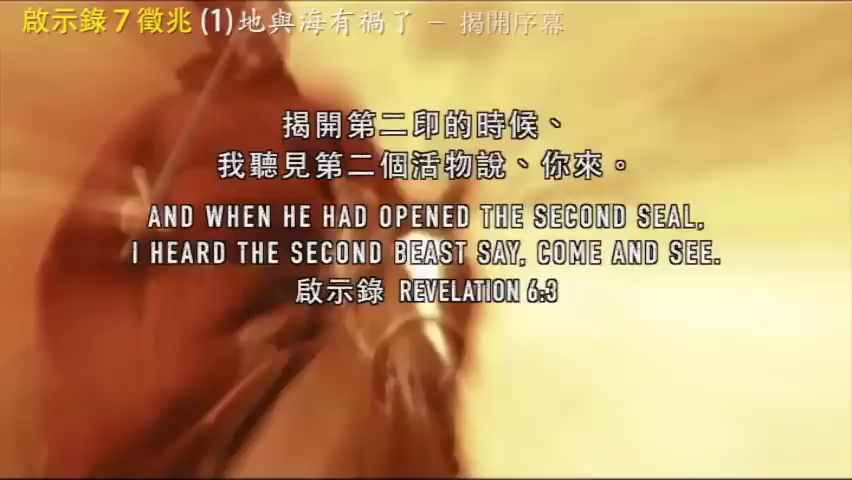 啟示錄 7 徵兆 (1)地與海有禍了 – 揭開序幕
揭開第二印的時候、
我聽見第二個活物說、你來。
AND WHEN HE HAD OPENED THE SECOND SEAL,
I HEARD THE SECOND BEAST SAY, COME AND SEE.
啟示錄 REVELATION 6:3